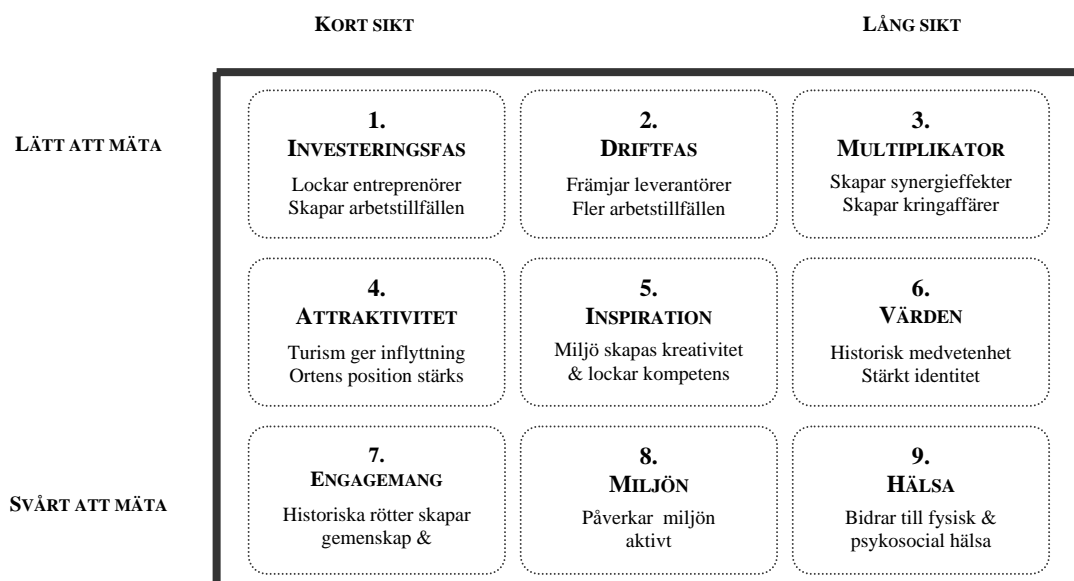 KORT SIKT
LÅNG SIKT
LÄTT ATT MÄTA
1.
INVESTERINGSFAS
Lockar entreprenörer
Skapar arbetstillfällen
2.
DRIFTFAS
Främjar leverantörer
Fler arbetstillfällen
3.
MULTIPLIKATOR
Skapar synergieffekter
Skapar kringaffärer
4.
ATTRAKTIVITET
Turism ger inflyttning
Ortens position stärks
5.
INSPIRATION
Miljö skapas kreativitet
& lockar kompetens
6.
VÄRDEN
Historisk medvetenhet
Stärkt identitet
SVÅRT ATT MÄTA
7.
ENGAGEMANG
Historiska rötter skapar
gemenskap &
8.
MILJÖN
Påverkar miljön
aktivt
9.
HÄLSA
Bidrar till fysisk &
psykosocial hälsa